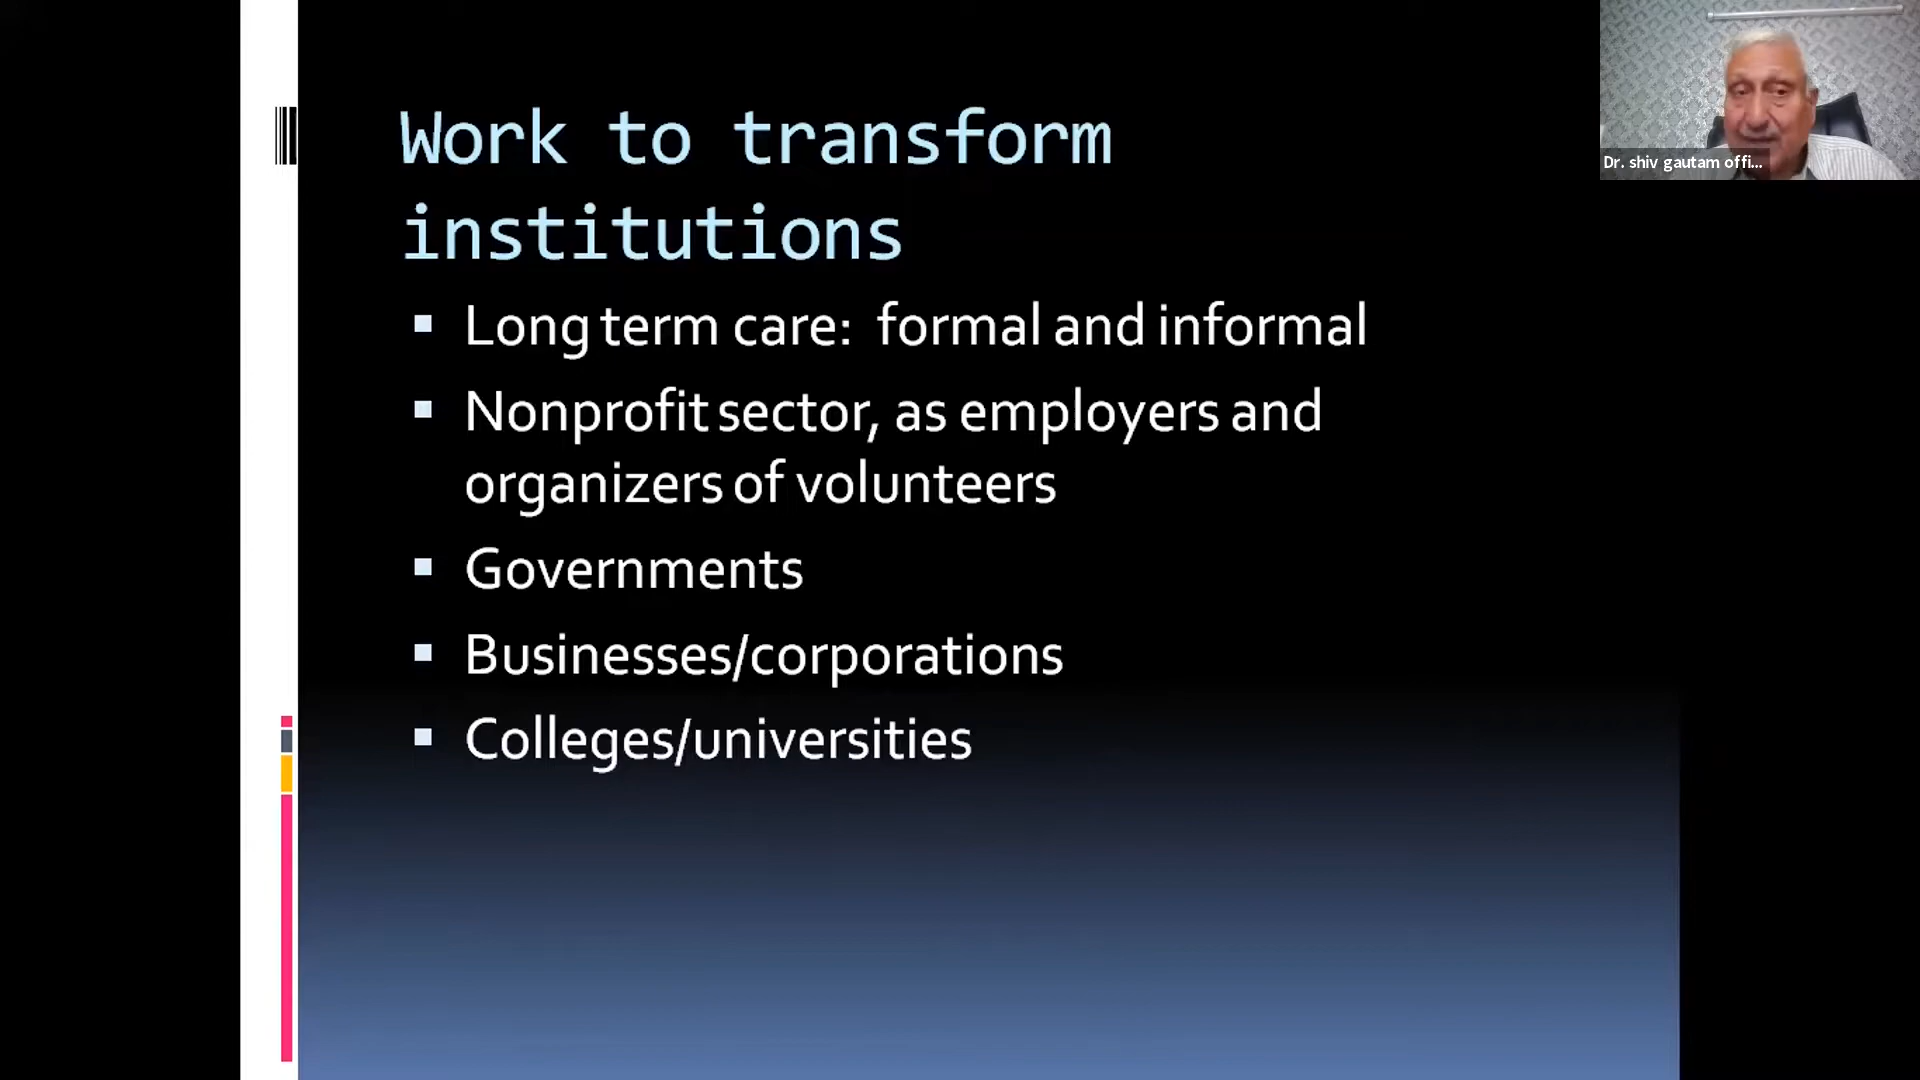 Work to transform
institutions
Long term care: formal and informal
Nonprofit sector, as employers and
organizers of volunteers
Governments
Businesses/corporations
Colleges/universities
Dr. shiv gautam offi...